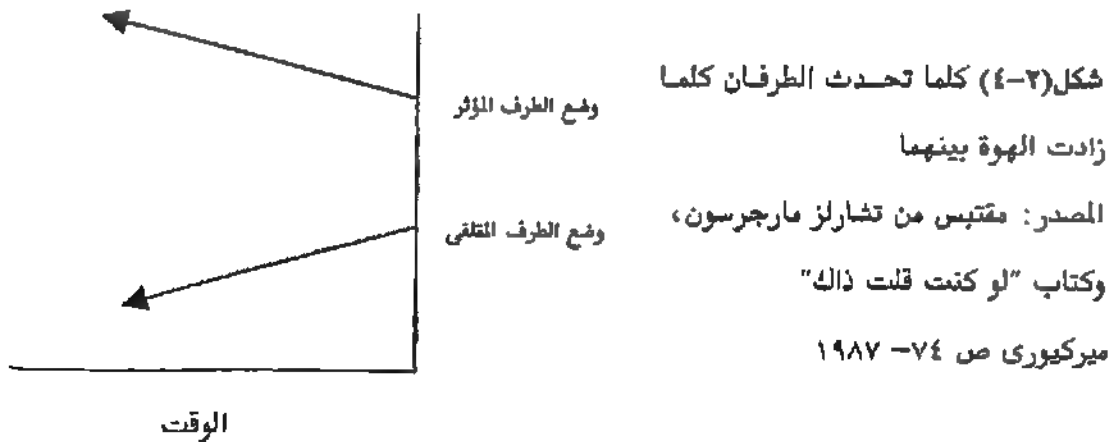 شكل(٢-٤) كلما تحدث الطرفان كلما
زادت الهوة بينهما
المصدر: مقتبس من تشارلز مارجرسون،
وكتاب "لو كنت قلت ذاك"
ميركيورى ص ٧٤- ١٩٨٧
وضع الطرف المؤثر
وضع الطرف المتلقى
الوقت